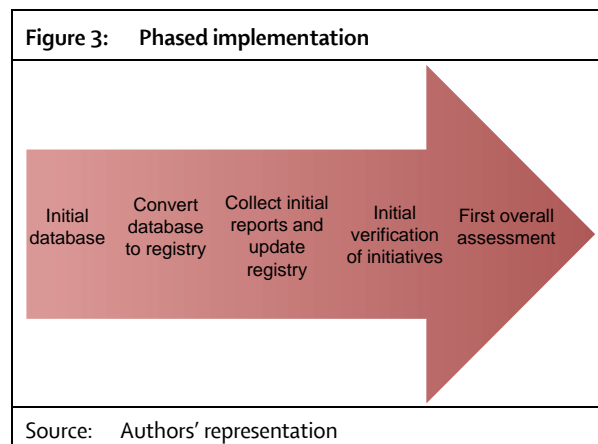 Figure 3: Phased implementation
Initial
database
Convert
database
to registry
Collect initial
reports and
update
registry
Initial
verification
of initiatives
First overall
assessment
Source: Authors' representation